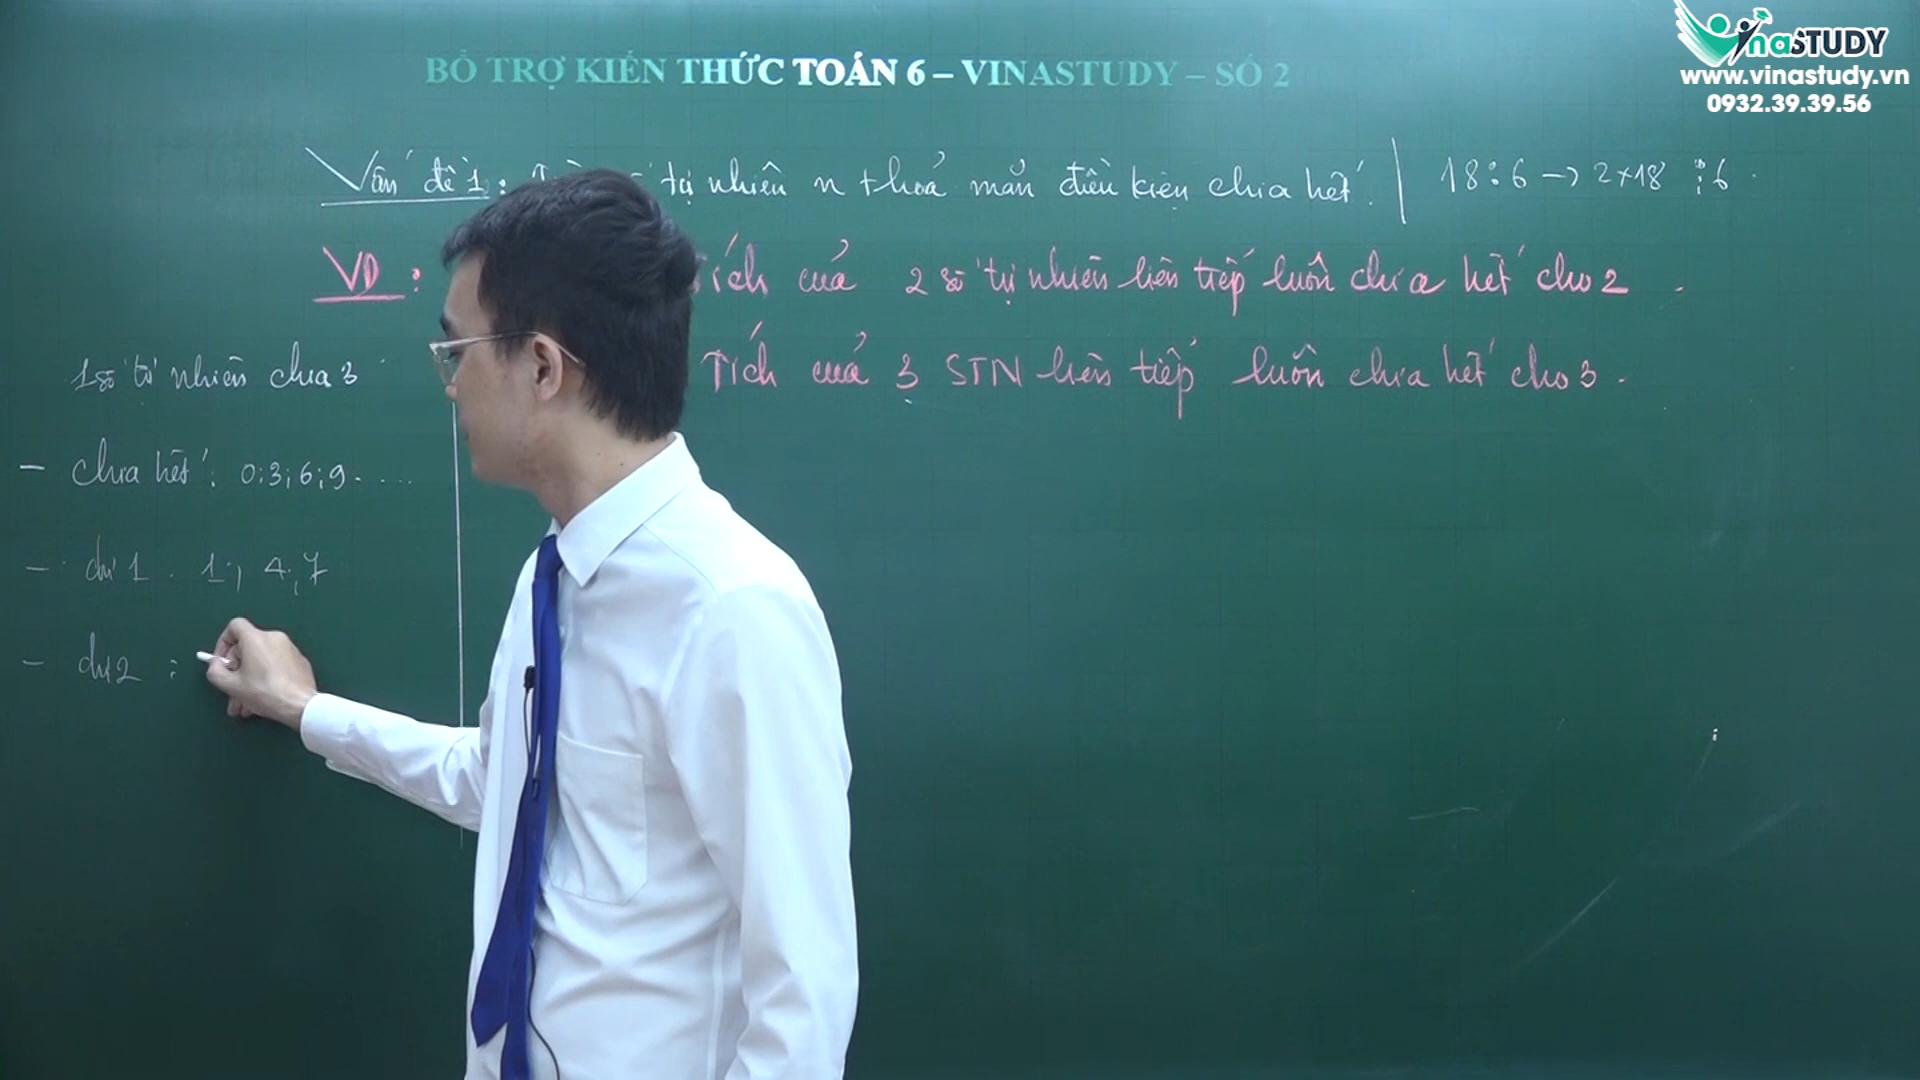 VinaSTUDY
www.vinastudy.vn
0932.39.39.56
BỔ TRỢ KIẾN THỨC TOÁN 6 – VINASTUDY – SỐ 2
Vấn đề 1: tự nhiên n thoả mãn điều kiện chia hết. | 18:6 → 2×18 ⋮ 6
VD: Tích của 2 số tự nhiên liên tiếp luôn chia hết cho 2.
Tích của 3 STN liên tiếp luôn chia hết cho 3.
1 số tự nhiên chia 3
- chia hết: 0;3;6;9....
- dư 1. 1; 4;7
- dư 2 :